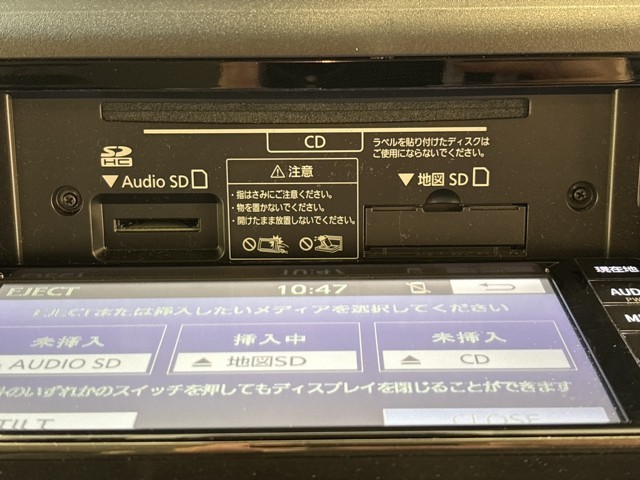 CD
ラベルを貼り付けたディスクは
ご使用にならないでください。
SD
HC
▼Audio SD
⚠注意
・指はさみにご注意ください。
・物を置かないでください。
・開けたまま放置しないでください。
▼地図 SD
EJECT
10:47
EJECTまたは挿入したいメディアを選択してください
未挿入
AUDIO SD
挿入中
地図SD
未挿入
CD
のいずれかのスイッチを押してもディスプレイを閉じることができます
TILT
CLOSE
現在地
AUD